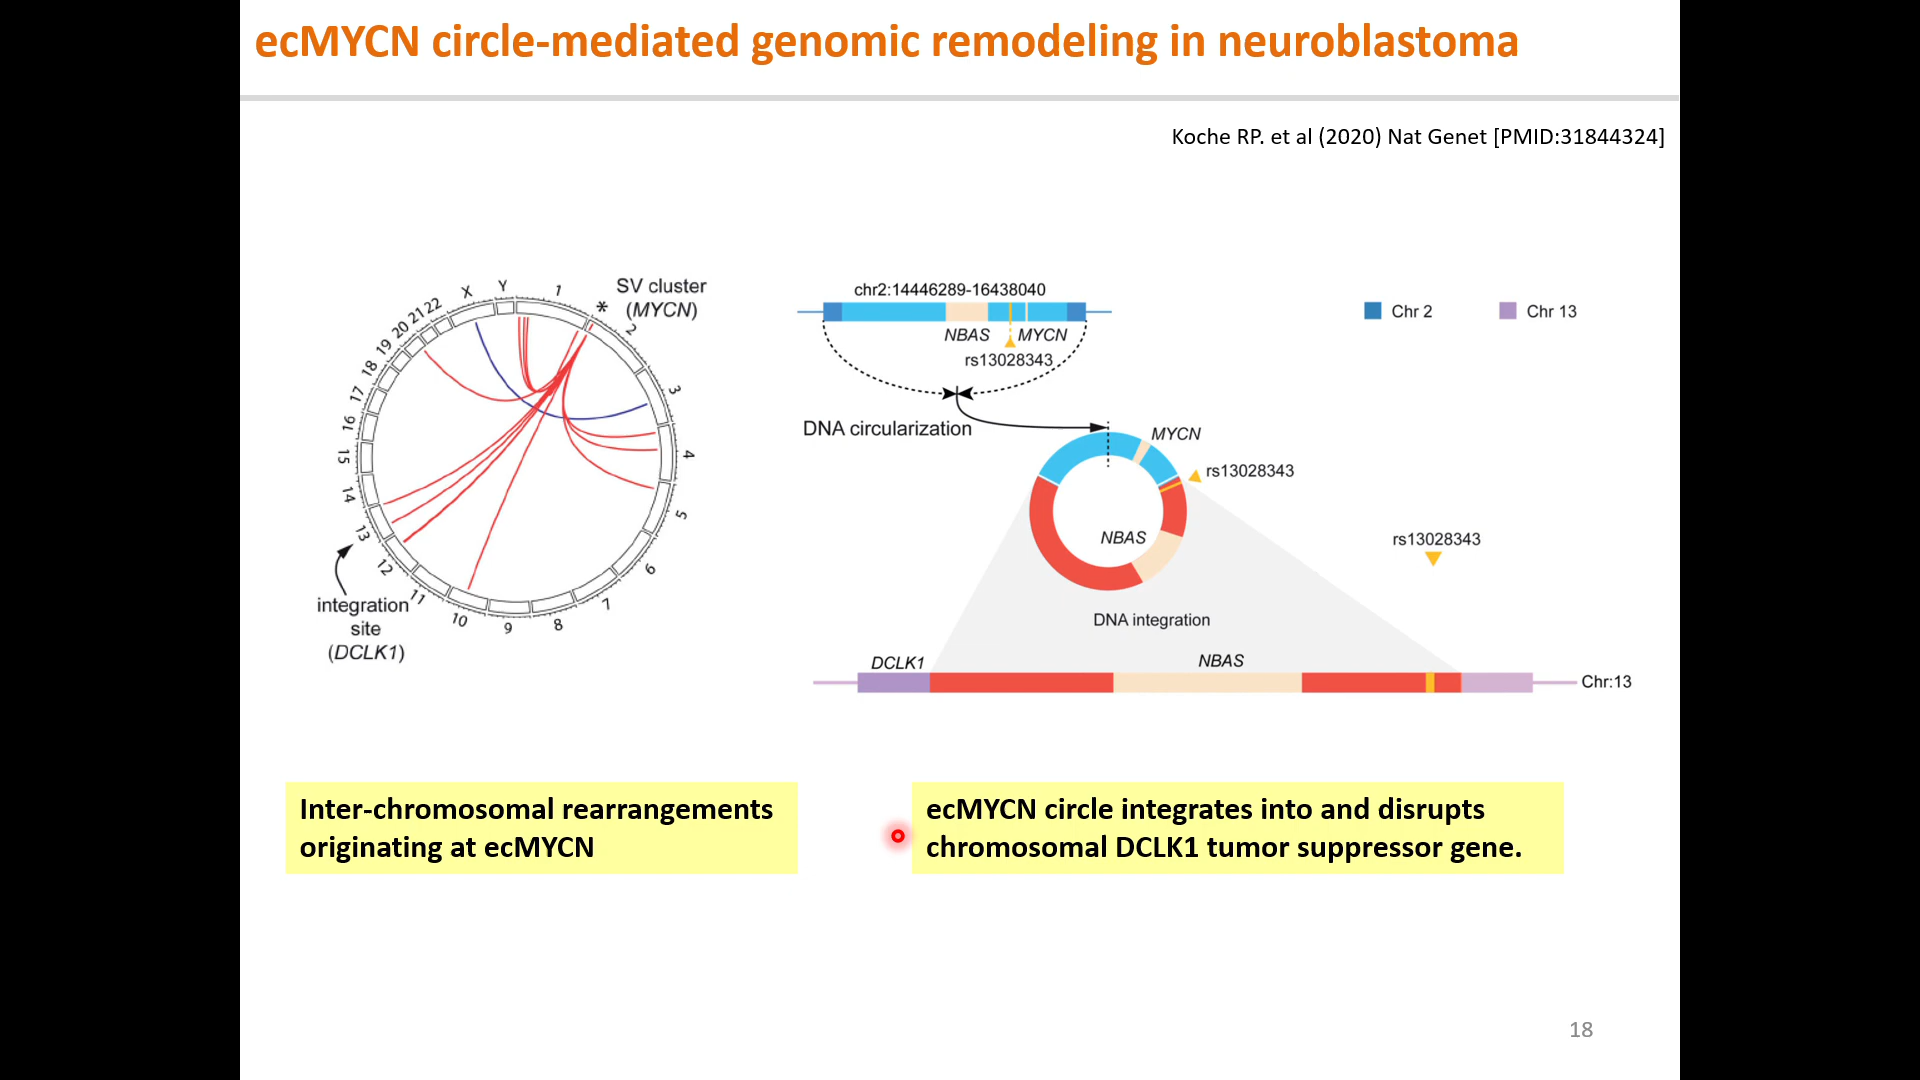 ecMYCN circle-mediated genomic remodeling in neuroblastoma
Koche RP. et al (2020) Nat Genet [PMID:31844324]
SV cluster
(MYCN)
*
1
2
3
4
5
6
7
8
9
10
11
12
13
14
15
16
17
18
19
20
21
22
X
Y
integration
site
(DCLK1)
chr2:14446289-16438040
NBAS
MYCN
rs13028343
DNA circularization
MYCN
rs13028343
NBAS
DNA integration
Chr 2
Chr 13
rs13028343
DCLK1
NBAS
Chr:13
Inter-chromosomal rearrangements
originating at ecMYCN
ecMYCN circle integrates into and disrupts
chromosomal DCLK1 tumor suppressor gene.
18